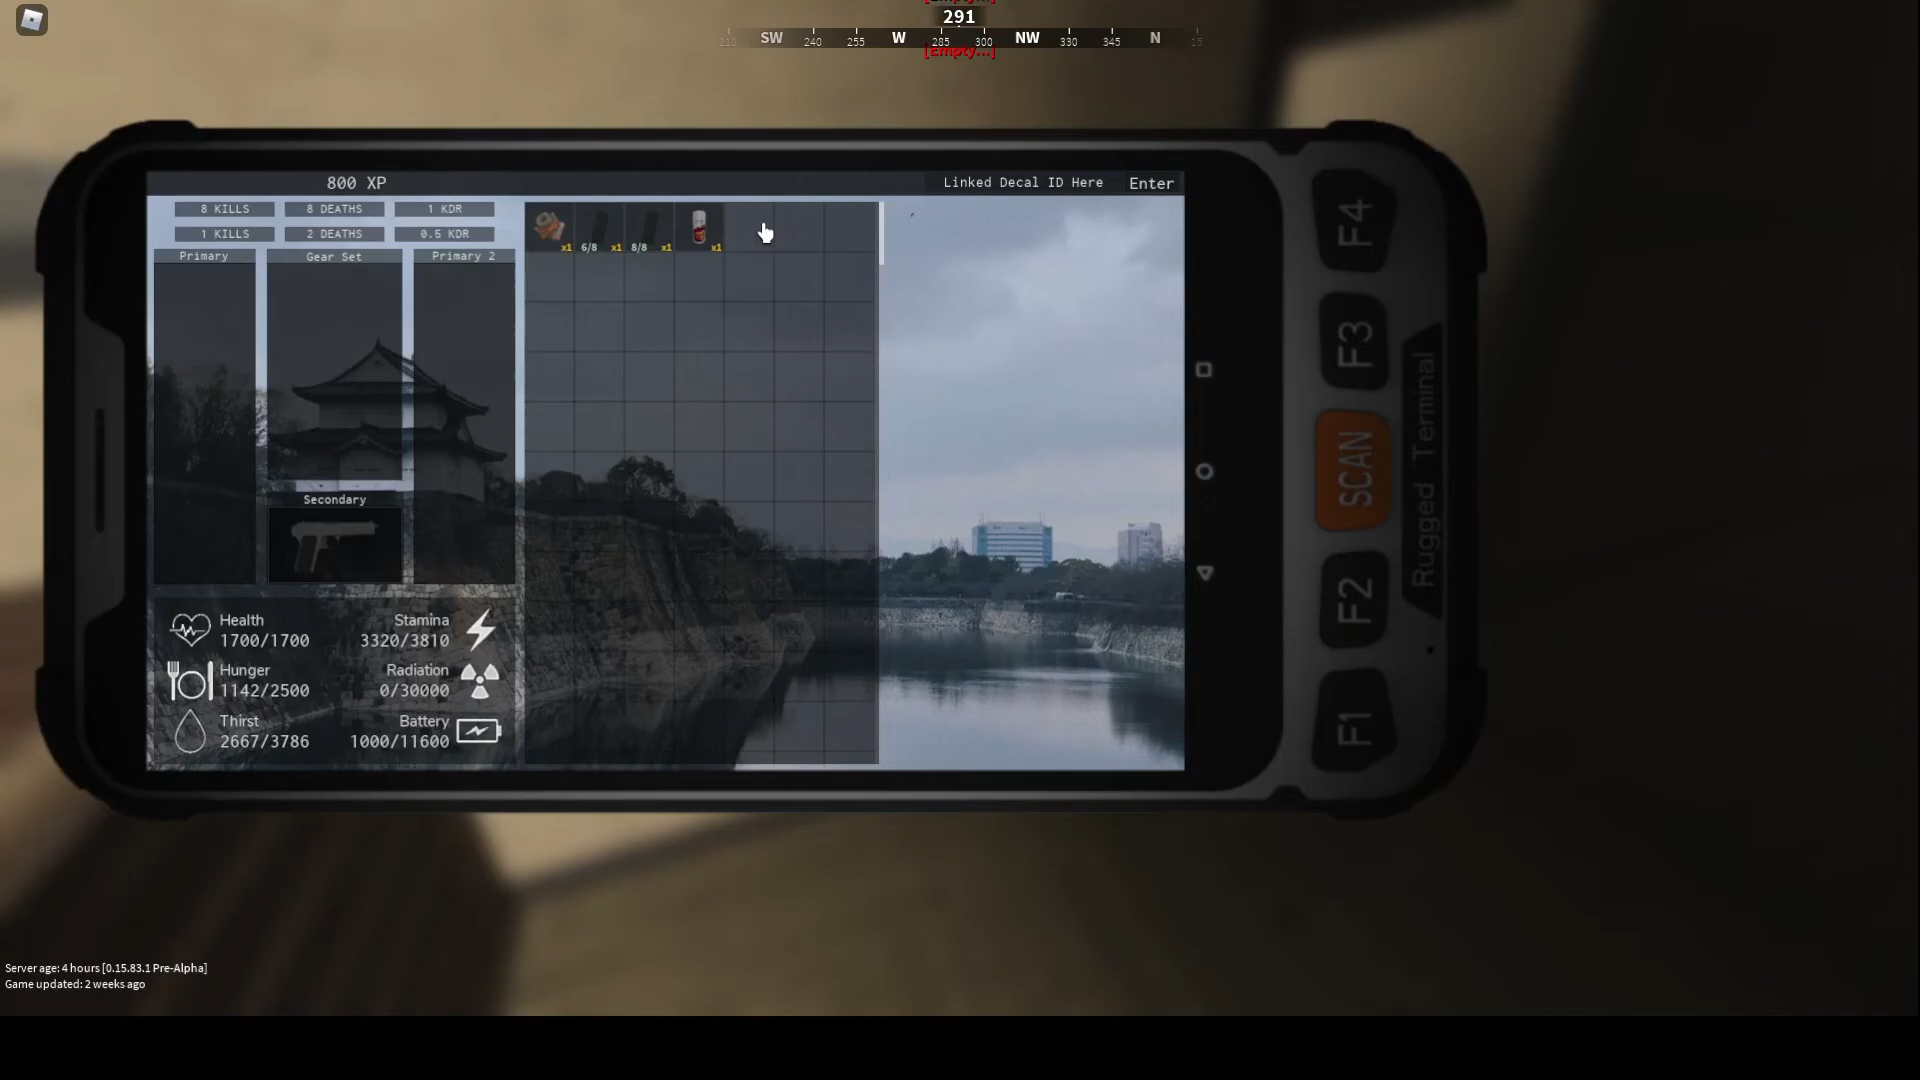 [Empty...]
291
210 SW 240 255 W 285 300 NW 330 345 N 15
[Empty...]
800 XP
Linked Decal ID Here
Enter
8 KILLS 8 DEATHS 1 KDR
1 KILLS 2 DEATHS 0.5 KDR
Primary Gear Set Primary 2
x1 6/8 x1 8/8 x1 x1
Secondary
Health
1700/1700
Stamina
3320/3810
Hunger
1142/2500
Radiation
0/30000
Thirst
2667/3786
Battery
1000/11600
F4
F3
SCAN
F2
F1
Rugged Terminal
Server age: 4 hours [0.15.83.1 Pre-Alpha]
Game updated: 2 weeks ago